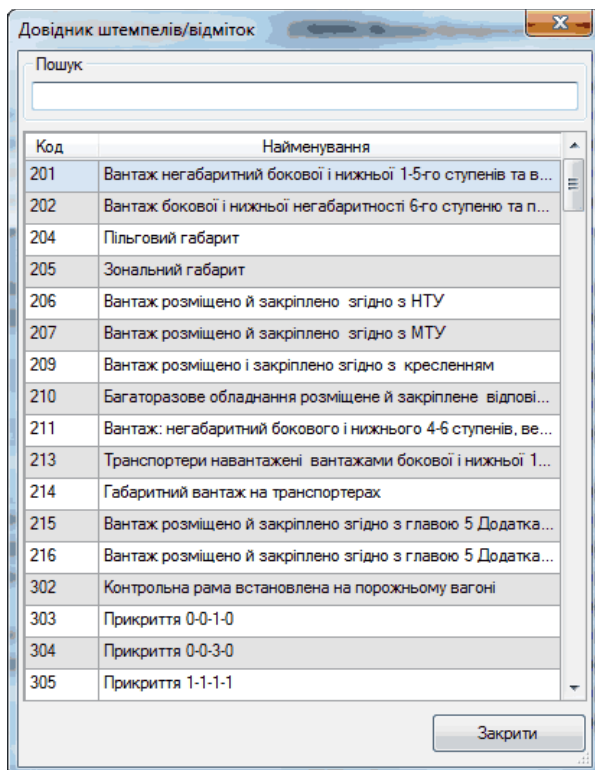 Довідник штемпелів/відміток
Пошук
Код Найменування
201 Вантаж негабаритний бокової і нижньої 1-5-го ступенів та в...
202 Вантаж бокової і нижньої негабаритності 6-го ступеню та п...
204 Пільговий габарит
205 Зональний габарит
206 Вантаж розміщено й закріплено згідно з НТУ
207 Вантаж розміщено й закріплено згідно з МТУ
209 Вантаж розміщено і закріплено згідно з кресленням
210 Багаторазове обладнання розміщене й закріплене відпові...
211 Вантаж: негабаритний бокового і нижнього 4-6 ступенів, ве...
213 Транспортери навантажені вантажами бокової і нижньої 1...
214 Габаритний вантаж на транспортерах
215 Вантаж розміщено й закріплено згідно з главою 5 Додатка...
216 Вантаж розміщено й закріплено згідно з главою 5 Додатка...
302 Контрольна рама встановлена на порожньому вагоні
303 Прикриття 0-0-1-0
304 Прикриття 0-0-3-0
305 Прикриття 1-1-1-1
Закрити